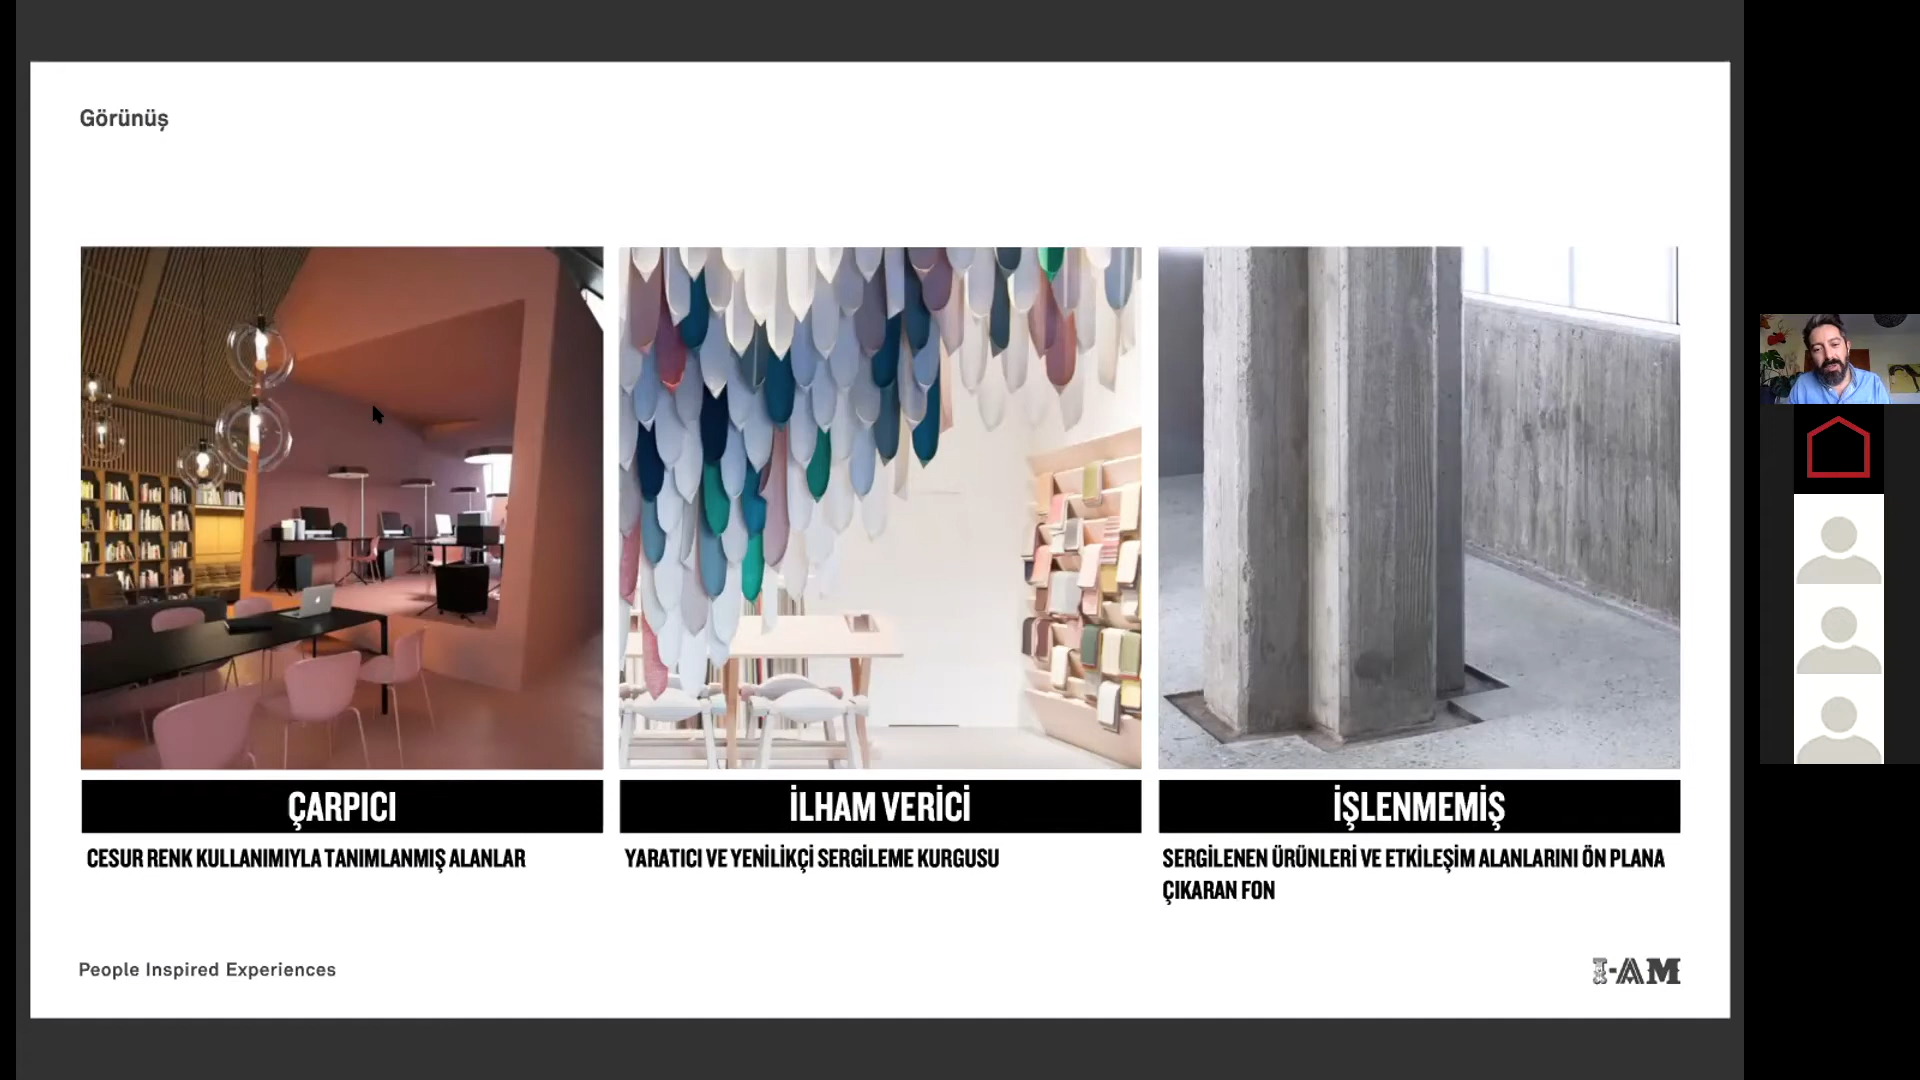 Görünüş
ÇARPICI
CESUR RENK KULLANIMIYLA TANIMLANMIŞ ALANLAR
İLHAM VERİCİ
YARATICI VE YENİLİKÇİ SERGİLEME KURGUSU
İŞLENMEMİŞ
SERGİLENEN ÜRÜNLERİ VE ETKİLEŞİM ALANLARINI ÖN PLANA
ÇIKARAN FON
People Inspired Experiences
I-AM